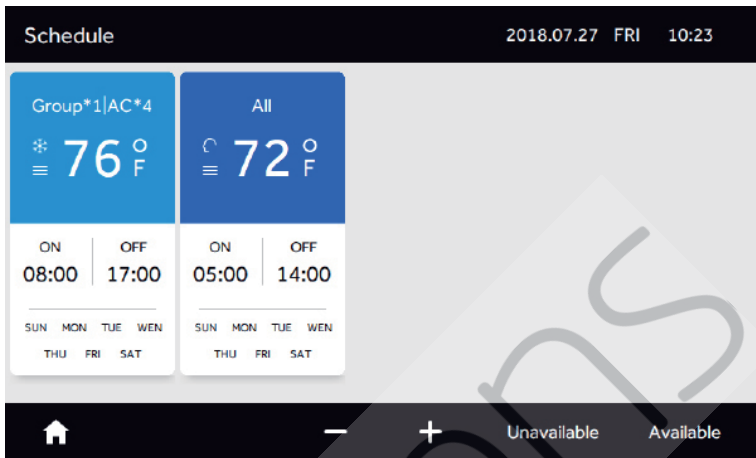 Schedule 2018.07.27 FRI 10:23
Group*1|AC*4
76 °F
ON OFF
08:00 17:00
SUN MON TUE WEN
THU FRI SAT
All
72 °F
ON OFF
05:00 14:00
SUN MON TUE WEN
THU FRI SAT
Unavailable Available